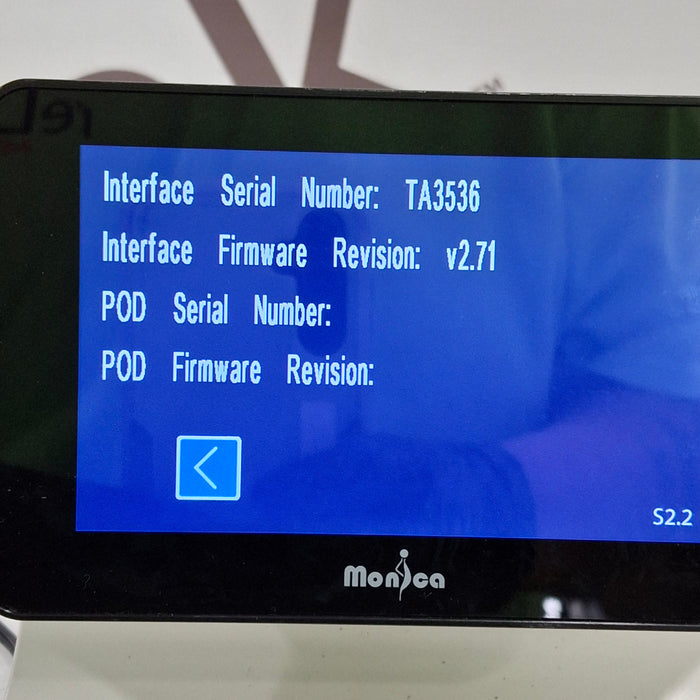 Interface Serial Number: TA3536
Interface Firmware Revision: v2.71
POD Serial Number:
POD Firmware Revision:
S2.2
Monica